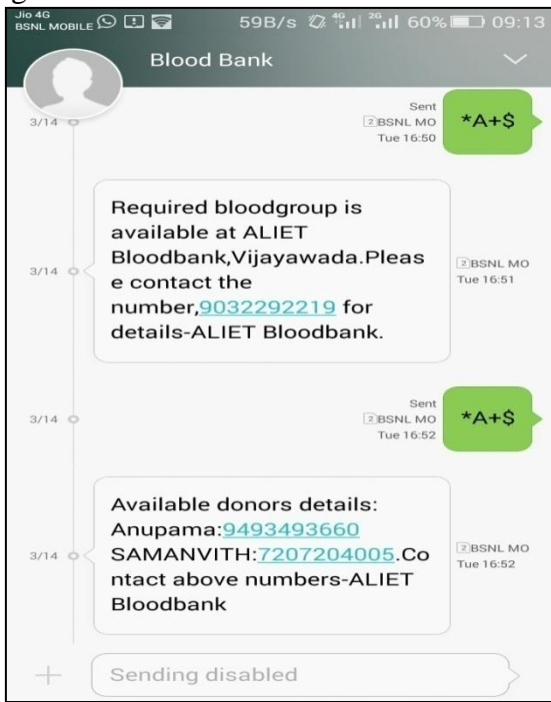 Jio 4G
BSNL MOBILE 59B/s 4G 2G 60% 09:13
Blood Bank
3/14
Sent
2 BSNL MO
Tue 16:50
*A+$
Required bloodgroup is
available at ALIET
Bloodbank,Vijayawada.Pleas
e contact the
number,9032292219 for
details-ALIET Bloodbank.
3/14
2 BSNL MO
Tue 16:51
3/14
Sent
2 BSNL MO
Tue 16:52
*A+$
Available donors details:
Anupama:9493493660
SAMANVITH:7207204005.Co
ntact above numbers-ALIET
Bloodbank
3/14
2 BSNL MO
Tue 16:52
Sending disabled